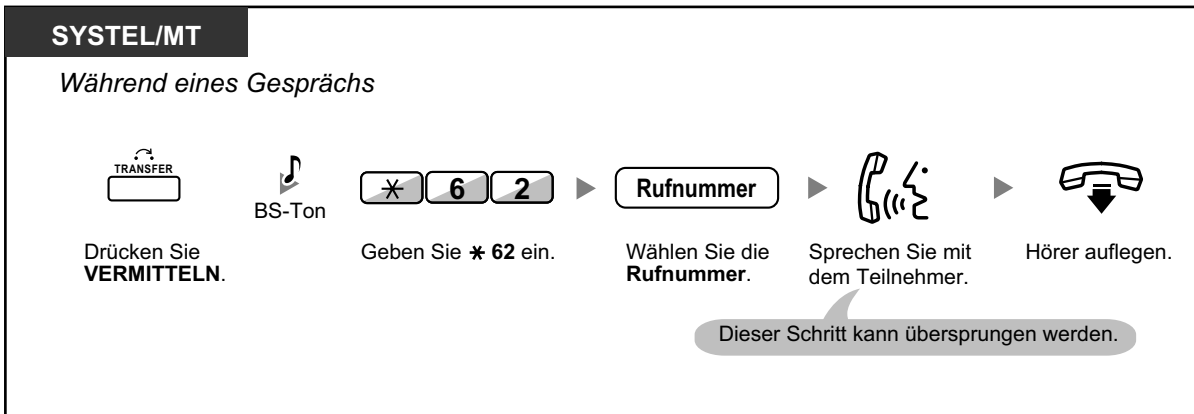 SYSTEL/MT
Während eines Gesprächs
TRANSFER
BS-Ton
* 6 2
Rufnummer
Drücken Sie
VERMITTELN.
Geben Sie * 62 ein.
Wählen Sie die
Rufnummer.
Sprechen Sie mit
dem Teilnehmer.
Hörer auflegen.
Dieser Schritt kann übersprungen werden.